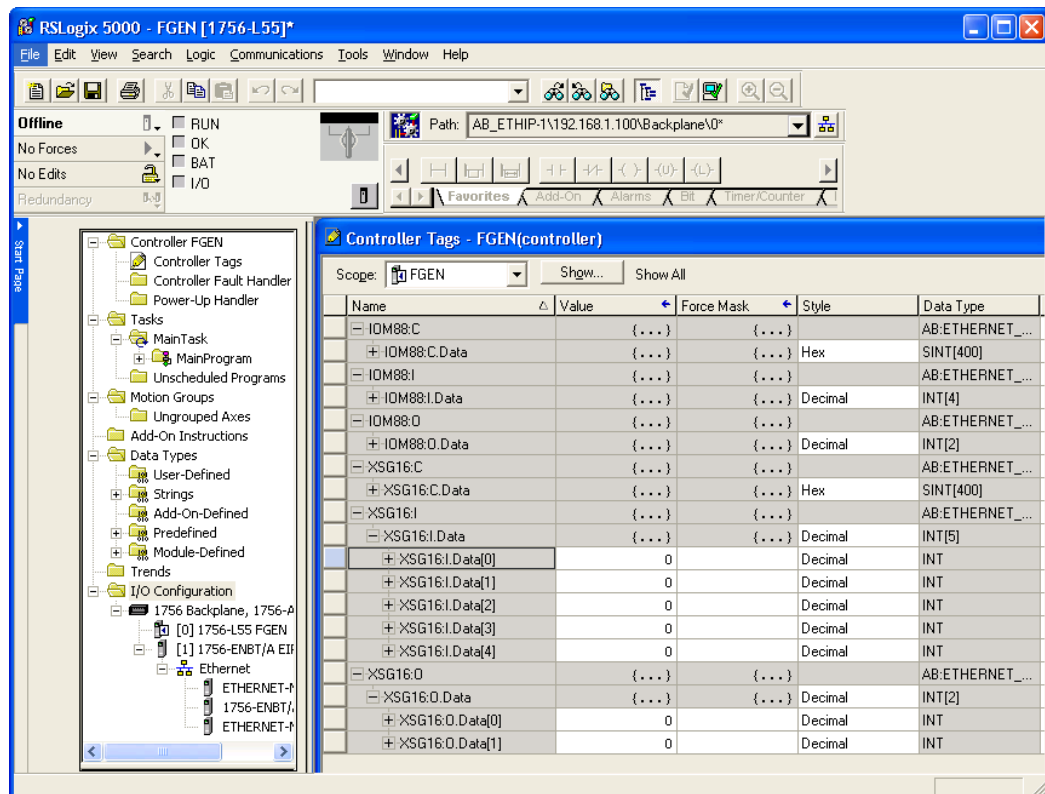 RSLogix 5000 - FGEN [1756-L55]*
File Edit View Search Logic Communications Tools Window Help
Offline
No Forces
No Edits
Redundancy
RUN
OK
BAT
I/O
Path: AB_ETHIP-1\192.168.1.100\Backplane\0*
Favorites Add-On Alarms Bit Timer/Counter
Start Page
Controller FGEN
Controller Tags
Controller Fault Handler
Power-Up Handler
Tasks
MainTask
MainProgram
Unscheduled Programs
Motion Groups
Ungrouped Axes
Add-On Instructions
Data Types
User-Defined
Strings
Add-On-Defined
Predefined
Module-Defined
Trends
I/O Configuration
1756 Backplane, 1756-A
[0] 1756-L55 FGEN
[1] 1756-ENBT/A EIF
Ethernet
ETHERNET-M
1756-ENBT/
ETHERNET-M
Controller Tags - FGEN(controller)
Scope: FGEN Show... Show All
Name Value Force Mask Style Data Type
IOM88:C {...} {...} AB:ETHERNET_...
IOM88:C.Data {...} {...} Hex SINT[400]
IOM88:I {...} {...} AB:ETHERNET_...
IOM88:I.Data {...} {...} Decimal INT[4]
IOM88:O {...} {...} AB:ETHERNET_...
IOM88:O.Data {...} {...} Decimal INT[2]
XSG16:C {...} {...} AB:ETHERNET_...
XSG16:C.Data {...} {...} Hex SINT[400]
XSG16:I {...} {...} AB:ETHERNET_...
XSG16:I.Data {...} {...} Decimal INT[5]
XSG16:I.Data[0] 0 Decimal INT
XSG16:I.Data[1] 0 Decimal INT
XSG16:I.Data[2] 0 Decimal INT
XSG16:I.Data[3] 0 Decimal INT
XSG16:I.Data[4] 0 Decimal INT
XSG16:O {...} {...} AB:ETHERNET_...
XSG16:O.Data {...} {...} Decimal INT[2]
XSG16:O.Data[0] 0 Decimal INT
XSG16:O.Data[1] 0 Decimal INT